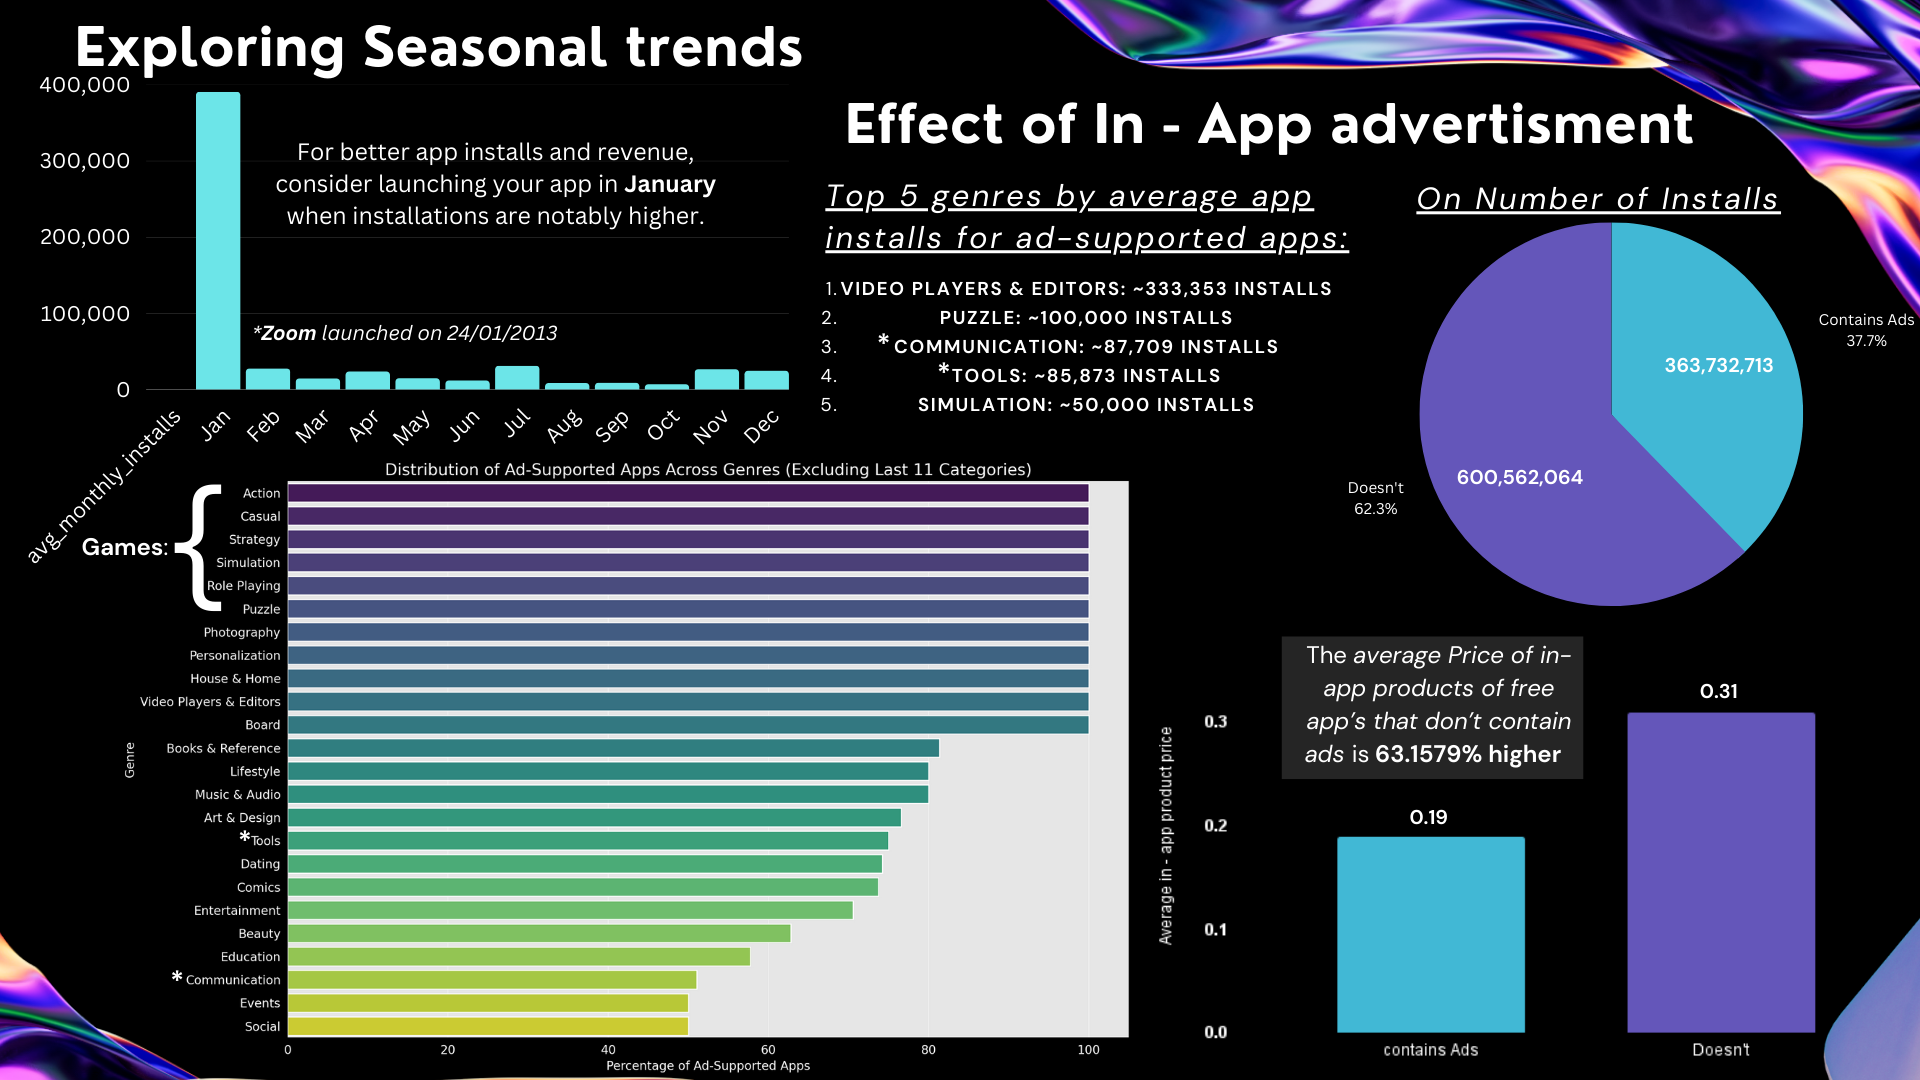 Exploring Seasonal trends
400,000
300,000
200,000
100,000
0
For better app installs and revenue,
consider launching your app in January
when installations are notably higher.
*Zoom launched on 24/01/2013
avg_monthly_installs
Jan
Feb
Mar
Apr
May
Jun
Jul
Aug
Sep
Oct
Nov
Dec
Effect of In - App advertisment
Top 5 genres by average app
installs for ad-supported apps:
1. VIDEO PLAYERS & EDITORS: ~333,353 INSTALLS
2. PUZZLE: ~100,000 INSTALLS
3. *COMMUNICATION: ~87,709 INSTALLS
4. *TOOLS: ~85,873 INSTALLS
5. SIMULATION: ~50,000 INSTALLS
On Number of Installs
Contains Ads
37.7%
363,732,713
600,562,064
Doesn't
62.3%
Distribution of Ad-Supported Apps Across Genres (Excluding Last 11 Categories)
Games: {
Genre
Action
Casual
Strategy
Simulation
Role Playing
Puzzle
Photography
Personalization
House & Home
Video Players & Editors
Board
Books & Reference
Lifestyle
Music & Audio
Art & Design
*Tools
Dating
Comics
Entertainment
Beauty
Education
* Communication
Events
Social
0 20 40 60 80 100
Percentage of Ad-Supported Apps
The average Price of in-
app products of free
app’s that don’t contain
ads is 63.1579% higher
Average in - app product price
0.3
0.2
0.1
0.0
0.19
0.31
contains Ads
Doesn't